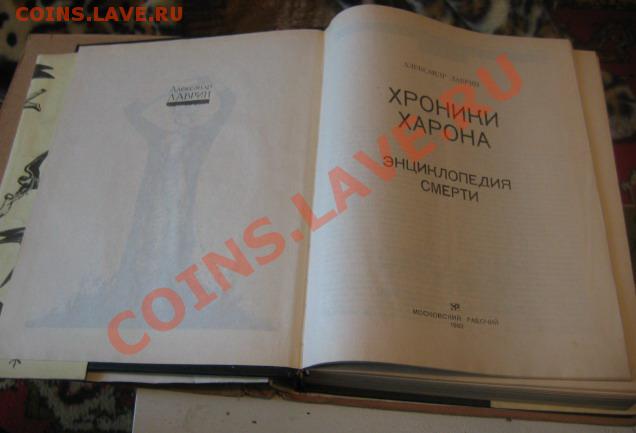 COINS.LAVE.RU
АЛЕКСАНДР
ЛАВРИН
АЛЕКСАНДР ЛАВРИН
ХРОНИКИ
ХАРОНА
ЭНЦИКЛОПЕДИЯ
СМЕРТИ
МОСКОВСКИЙ РАБОЧИЙ
1993
COINS.LAVE.RU